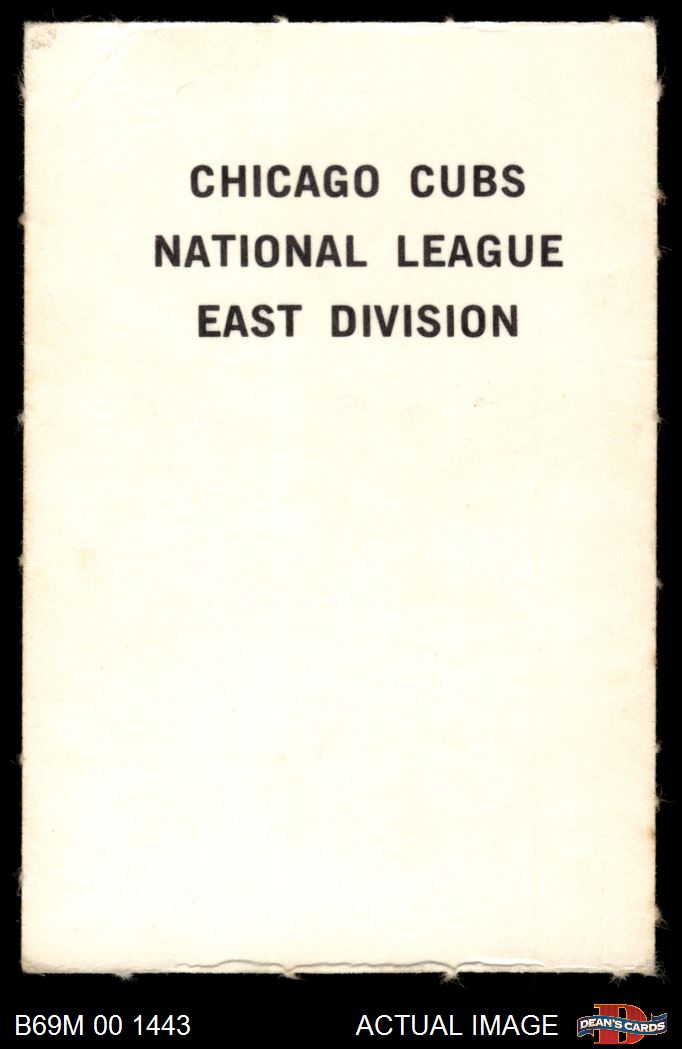 CHICAGO CUBS
NATIONAL LEAGUE
EAST DIVISION
B69M 00 1443
ACTUAL IMAGE
DEAN'S CARDS